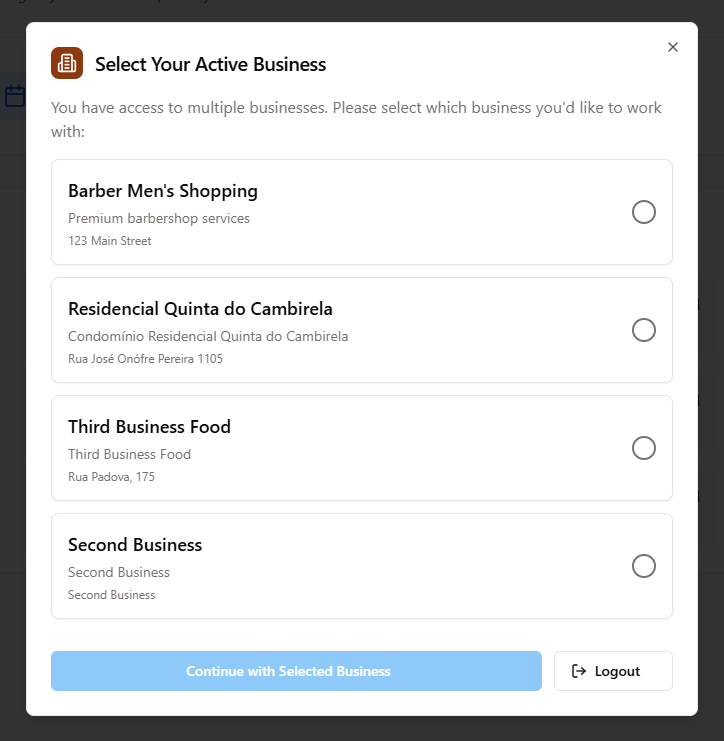 Select Your Active Business
You have access to multiple businesses. Please select which business you'd like to work
with:
Barber Men's Shopping
Premium barbershop services
123 Main Street
Residencial Quinta do Cambirela
Condomínio Residencial Quinta do Cambirela
Rua José Onófre Pereira 1105
Third Business Food
Third Business Food
Rua Padova, 175
Second Business
Second Business
Second Business
Continue with Selected Business
Logout